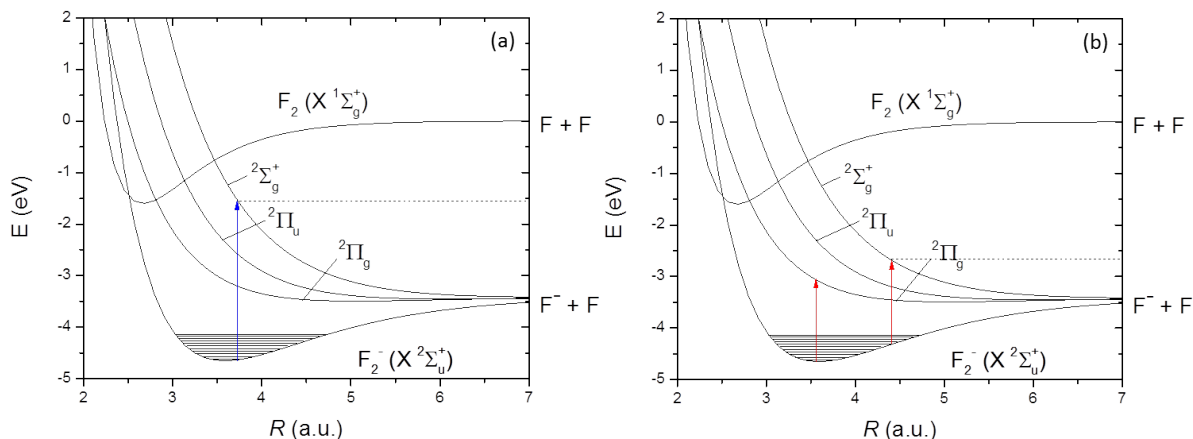 (a)
F₂ (X ¹Σg⁺)
²Σg⁺
²Πu
²Πg
F₂⁻ (X ²Σu⁺)
F + F
F⁻ + F
E (eV)
2
1
0
-1
-2
-3
-4
-5
2 3 4 5 6 7
R (a.u.)
(b)
F₂ (X ¹Σg⁺)
²Σg⁺
²Πu
²Πg
F₂⁻ (X ²Σu⁺)
F + F
F⁻ + F
E (eV)
2
1
0
-1
-2
-3
-4
-5
2 3 4 5 6 7
R (a.u.)